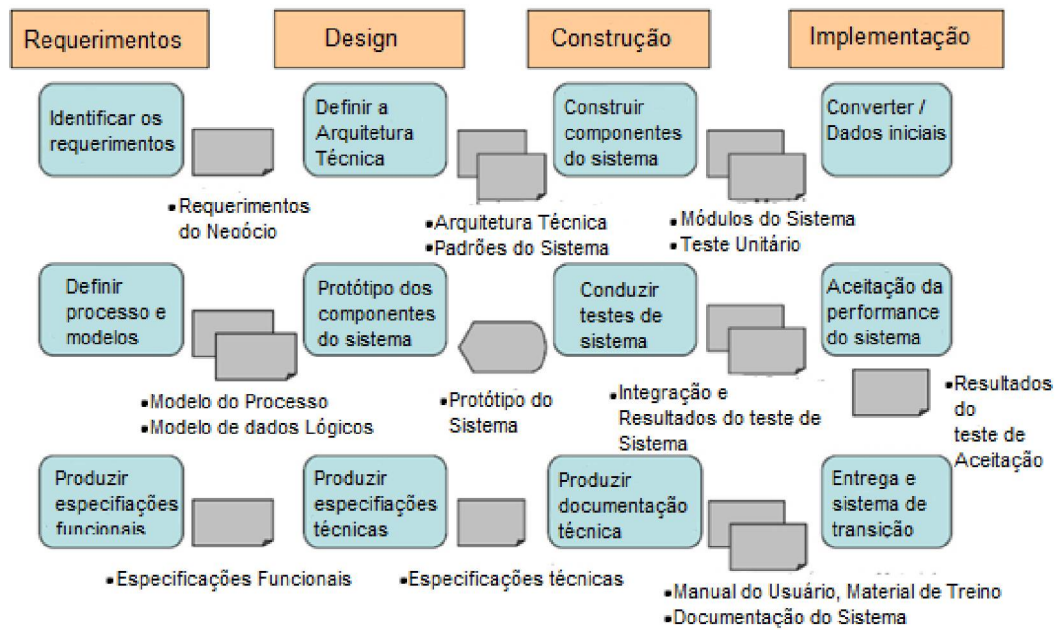 Requerimentos
Design
Construção
Implementação
Identificar os
requerimentos
Definir a
Arquitetura
Técnica
Construir
componentes
do sistema
Converter /
Dados iniciais
•Requerimentos
do Negócio
•Arquitetura Técnica
•Padrões do Sistema
•Módulos do Sistema
•Teste Unitário
Definir
processo e
modelos
Protótipo dos
componentes
do sistema
Conduzir
testes de
sistema
Aceitação da
performance
do sistema
•Modelo do Processo
•Modelo de dados Lógicos
•Protótipo do
Sistema
•Integração e
Resultados do teste de
Sistema
•Resultados
do
teste de
Aceitação
Produzir
especifiações
funcionais
Produzir
especifiações
técnicas
Produzir
documentação
técnica
Entrega e
sistema de
transição
•Especificações Funcionais
•Especificações técnicas
•Manual do Usuário, Material de Treino
•Documentação do Sistema